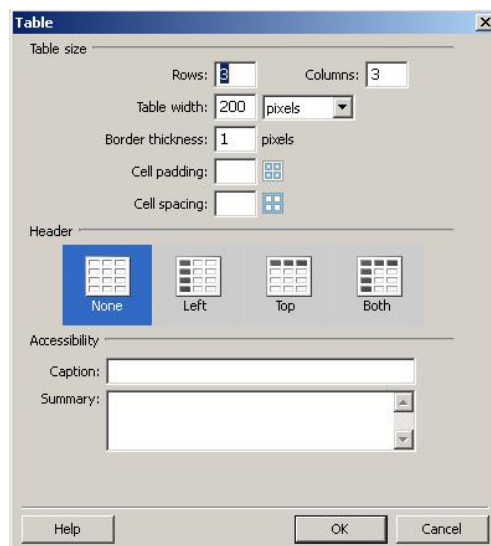 Table
Table size
Rows: 3 Columns: 3
Table width: 200 pixels
Border thickness: 1 pixels
Cell padding:
Cell spacing:
Header
None Left Top Both
Accessibility
Caption:
Summary:
Help OK Cancel